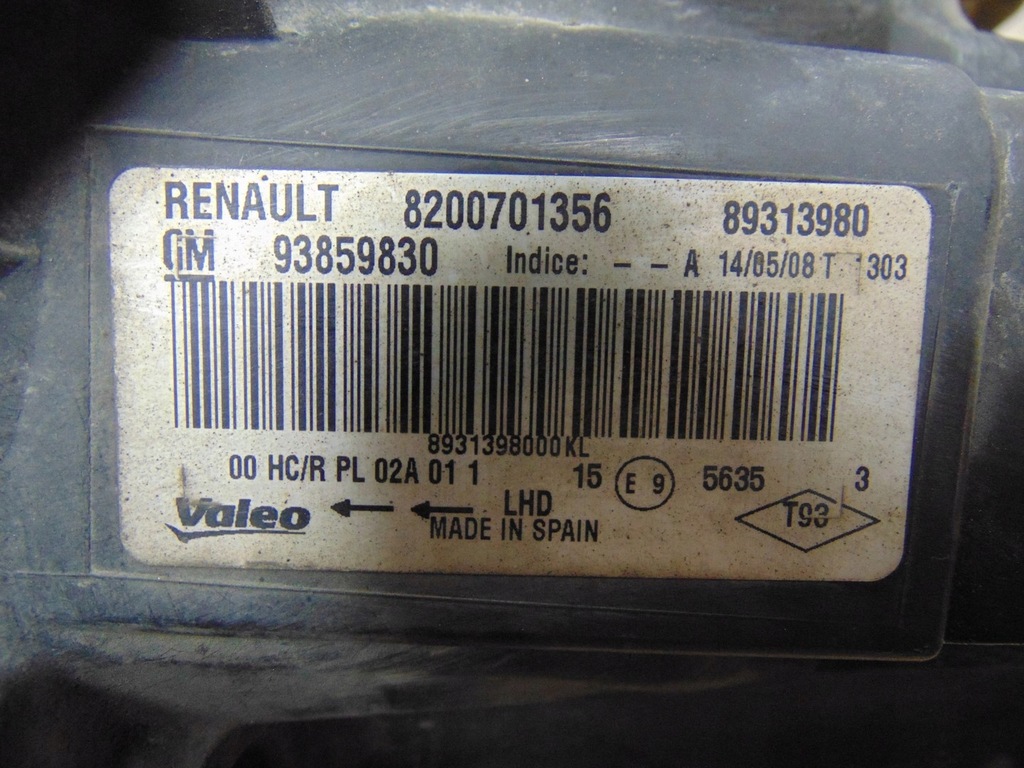 RENAULT 8200701356 89313980
GM 93859830 Indice: - - A 14/05/08 T 1303
8931398000KL
00 HC/R PL 02A 01 1 15 E 9 5635 3
Valeo ← ← LHD T93
MADE IN SPAIN